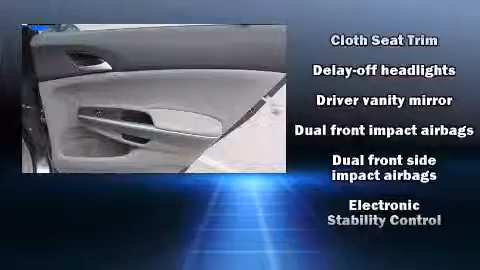 Cloth Seat Trim
Delay-off headlights
Driver vanity mirror
Dual front impact airbags
Dual front side
impact airbags
Electronic
Stability Control